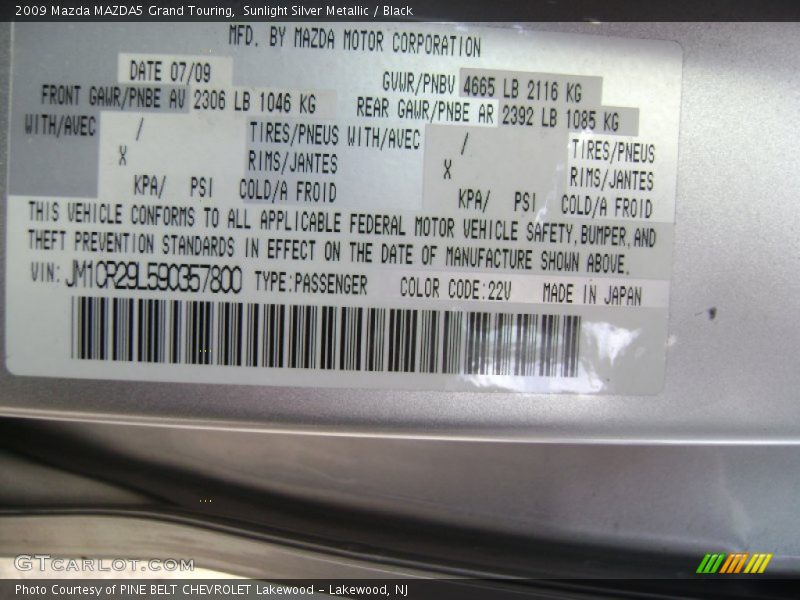 2009 Mazda MAZDA5 Grand Touring, Sunlight Silver Metallic / Black
MFD. BY MAZDA MOTOR CORPORATION
DATE 07/09 GVWR/PNBV 4665 LB 2116 KG
FRONT GAWR/PNBE AV 2306 LB 1046 KG REAR GAWR/PNBE AR 2392 LB 1085 KG
WITH/AVEC / TIRES/PNEUS WITH/AVEC / TIRES/PNEUS
X RIMS/JANTES X RIMS/JANTES
KPA/ PSI COLD/A FROID KPA/ PSI COLD/A FROID
THIS VEHICLE CONFORMS TO ALL APPLICABLE FEDERAL MOTOR VEHICLE SAFETY, BUMPER, AND
THEFT PREVENTION STANDARDS IN EFFECT ON THE DATE OF MANUFACTURE SHOWN ABOVE.
VIN: JM1CR29L590357800 TYPE:PASSENGER COLOR CODE:22V MADE IN JAPAN
GTCARLOT.COM
Photo Courtesy of PINE BELT CHEVROLET Lakewood - Lakewood, NJ